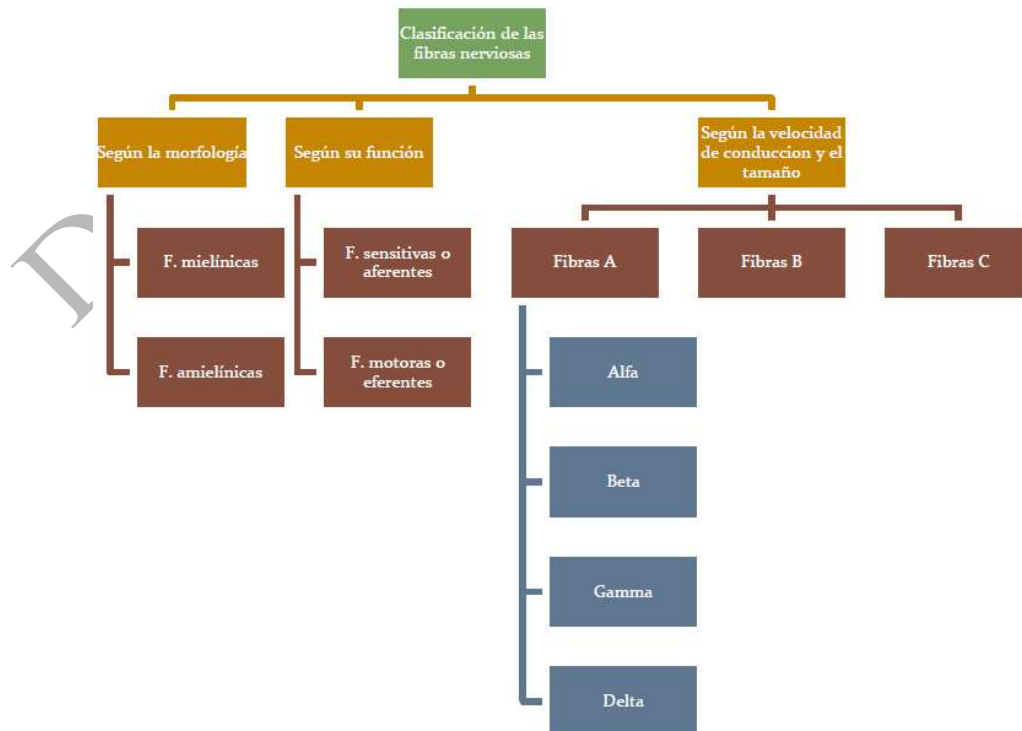 Clasificación de las
fibras nerviosas
Según la morfología
Según su función
Según la velocidad
de conduccion y el
tamaño
F. mielínicas
F. sensitivas o
aferentes
Fibras A
Fibras B
Fibras C
F. amielínicas
F. motoras o
eferentes
Alfa
Beta
Gamma
Delta